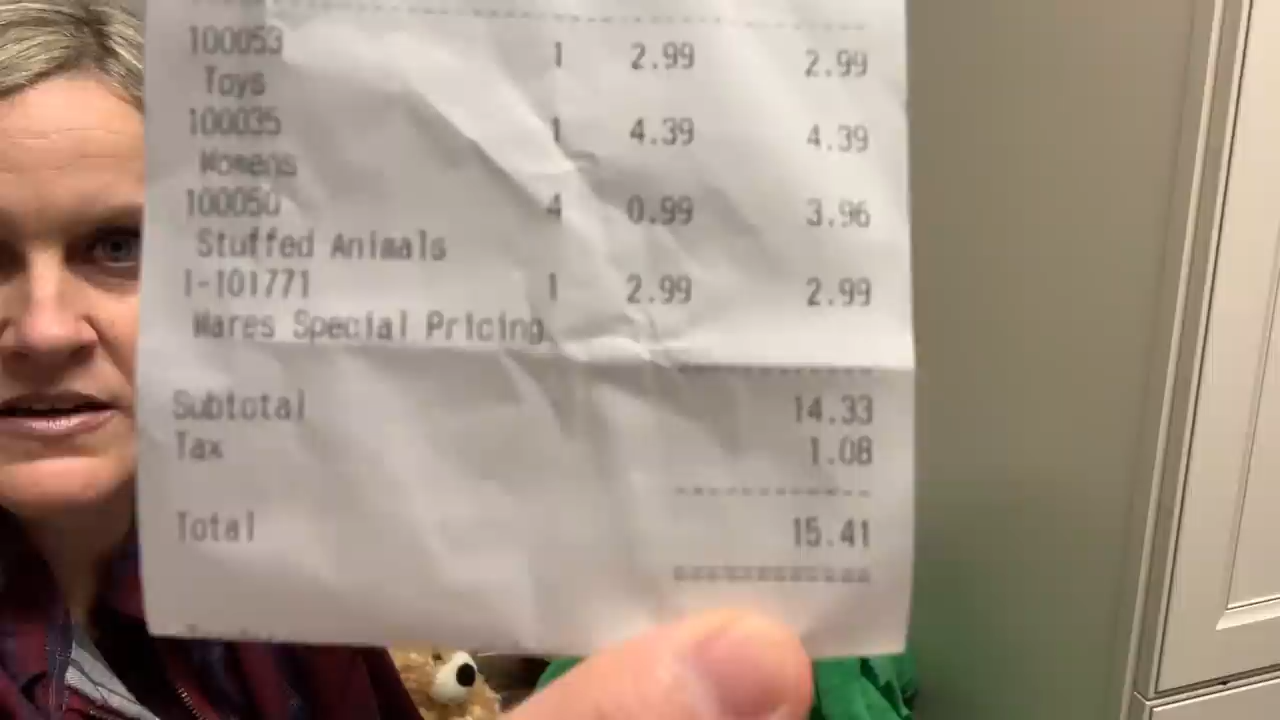 100053 1 2.99 2.99
Toys
100035 1 4.39 4.39
Womens
100050 4 0.99 3.96
Stuffed Animals
1-101771 1 2.99 2.99
Wares Special Pricing
Subtotal 14.33
Tax 1.08
Total 15.41